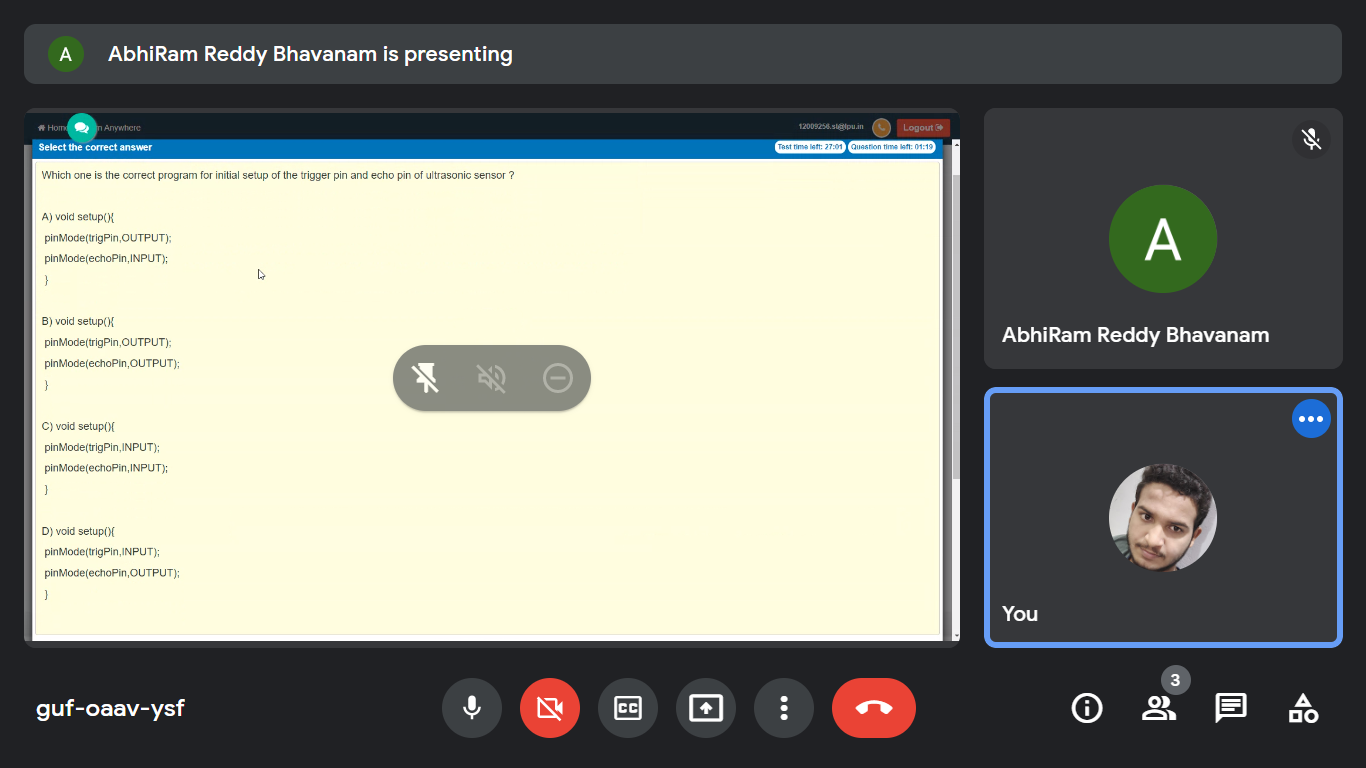 A AbhiRam Reddy Bhavanam is presenting
Home n Anywhere 12009256.sl@lpu.in Logout
Select the correct answer Test time left: 27:01 Question time left: 01:19
Which one is the correct program for initial setup of the trigger pin and echo pin of ultrasonic sensor ?
A) void setup(){
pinMode(trigPin,OUTPUT);
pinMode(echoPin,INPUT);
}
B) void setup(){
pinMode(trigPin,OUTPUT);
pinMode(echoPin,OUTPUT);
}
C) void setup(){
pinMode(trigPin,INPUT);
pinMode(echoPin,INPUT);
}
D) void setup(){
pinMode(trigPin,INPUT);
pinMode(echoPin,OUTPUT);
}
A
AbhiRam Reddy Bhavanam
You
guf-oaav-ysf
CC
3